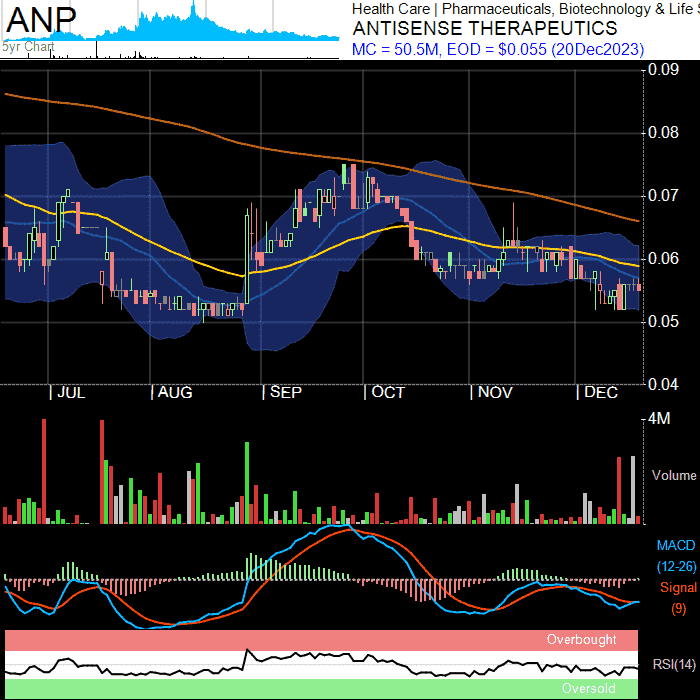 ANP
5yr Chart
Health Care | Pharmaceuticals, Biotechnology & Life S
ANTISENSE THERAPEUTICS
MC = 50.5M, EOD = $0.055 (20Dec2023)
0.09
0.08
0.07
0.06
0.05
0.04
| JUL | AUG | SEP | OCT | NOV | DEC
4M
Volume
MACD
(12-26)
Signal
(9)
Overbought
RSI(14)
Oversold